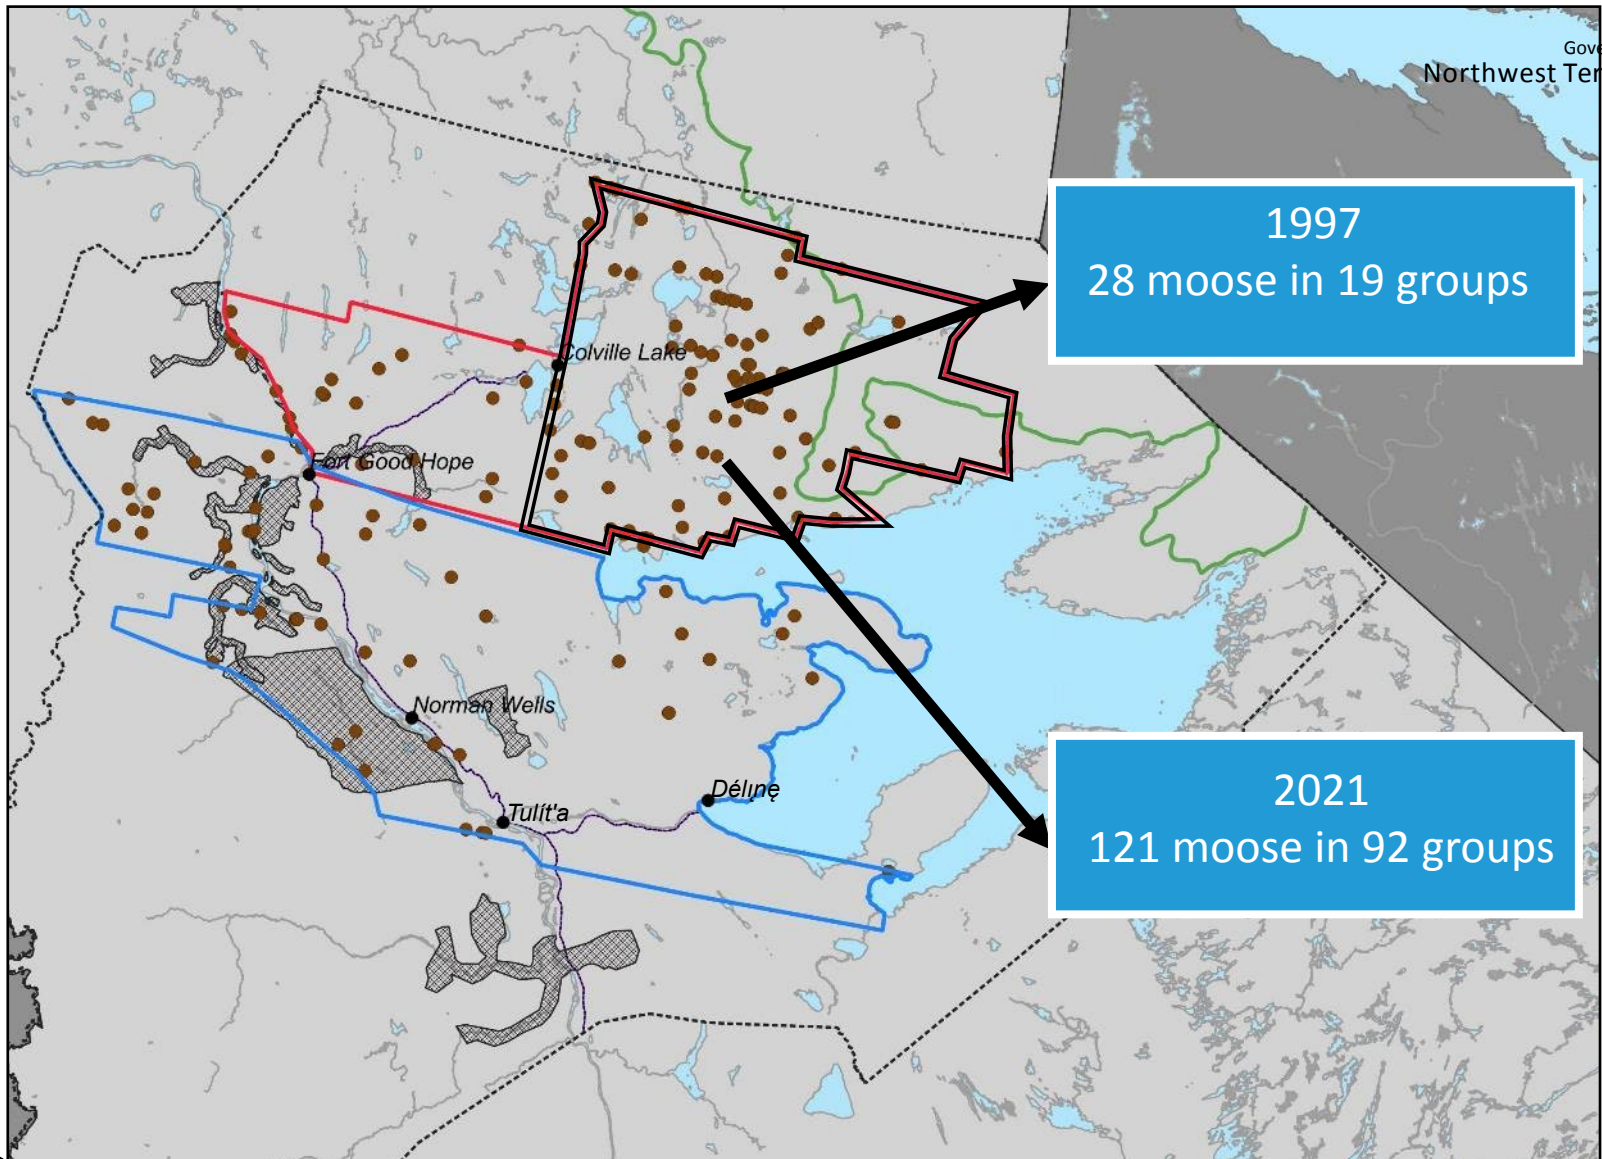 Gove
Northwest Ter
1997
28 moose in 19 groups
Colville Lake
Fort Good Hope
Norman Wells
Délı̨nę
Tulít'a
2021
121 moose in 92 groups